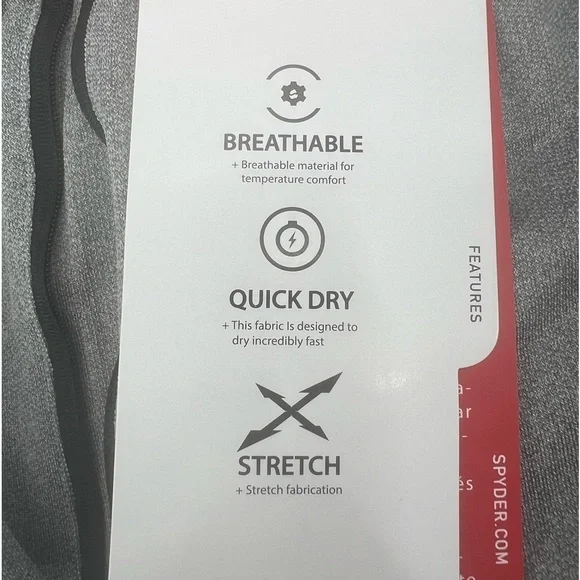 BREATHABLE
+ Breathable material for
temperature comfort
QUICK DRY
+ This fabric Is designed to
dry incredibly fast
STRETCH
+ Stretch fabrication
FEATURES
SPYDER.COM